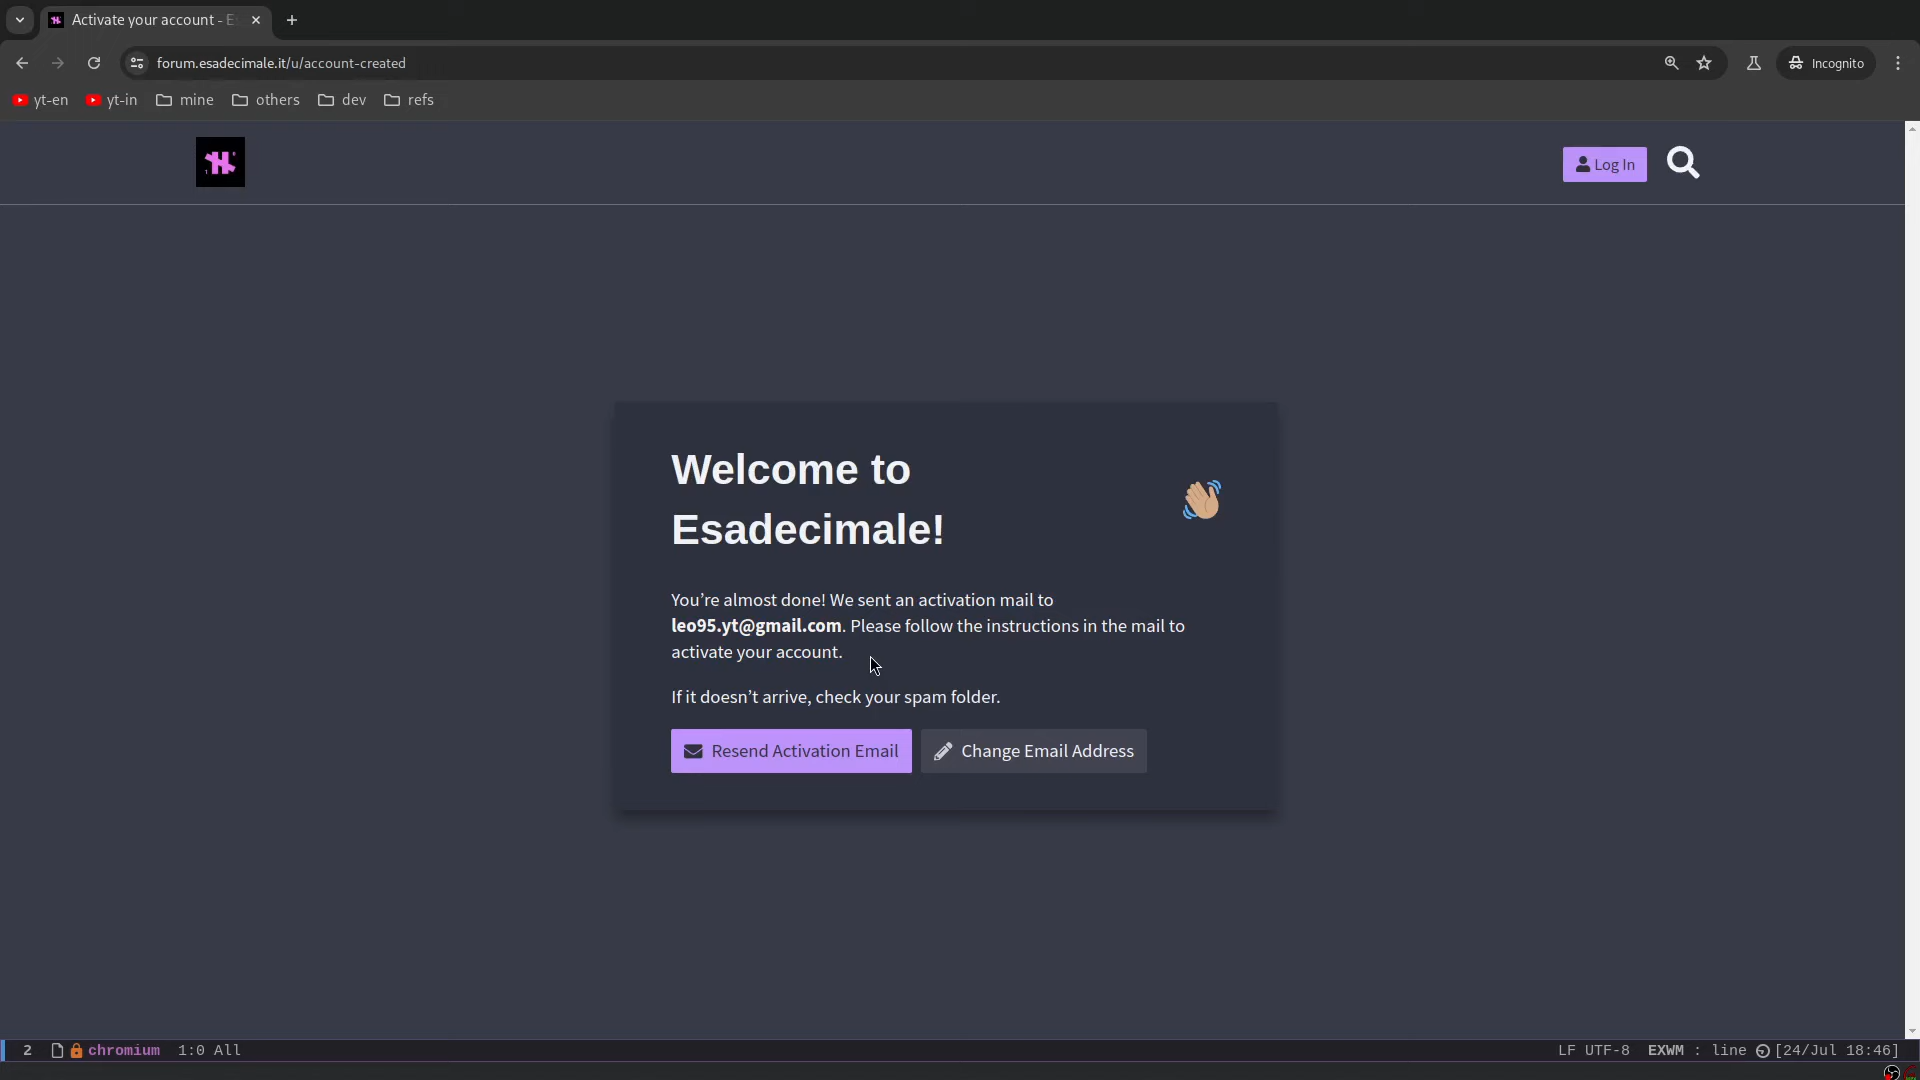 Activate your account - E
forum.esadecimale.it/u/account-created
Incognito
yt-en yt-in mine others dev refs
Log In
Welcome to
Esadecimale!
You’re almost done! We sent an activation mail to
leo95.yt@gmail.com. Please follow the instructions in the mail to
activate your account.
If it doesn’t arrive, check your spam folder.
Resend Activation Email Change Email Address
2 chromium 1:0 All LF UTF-8 EXWM : line [24/Jul 18:46]